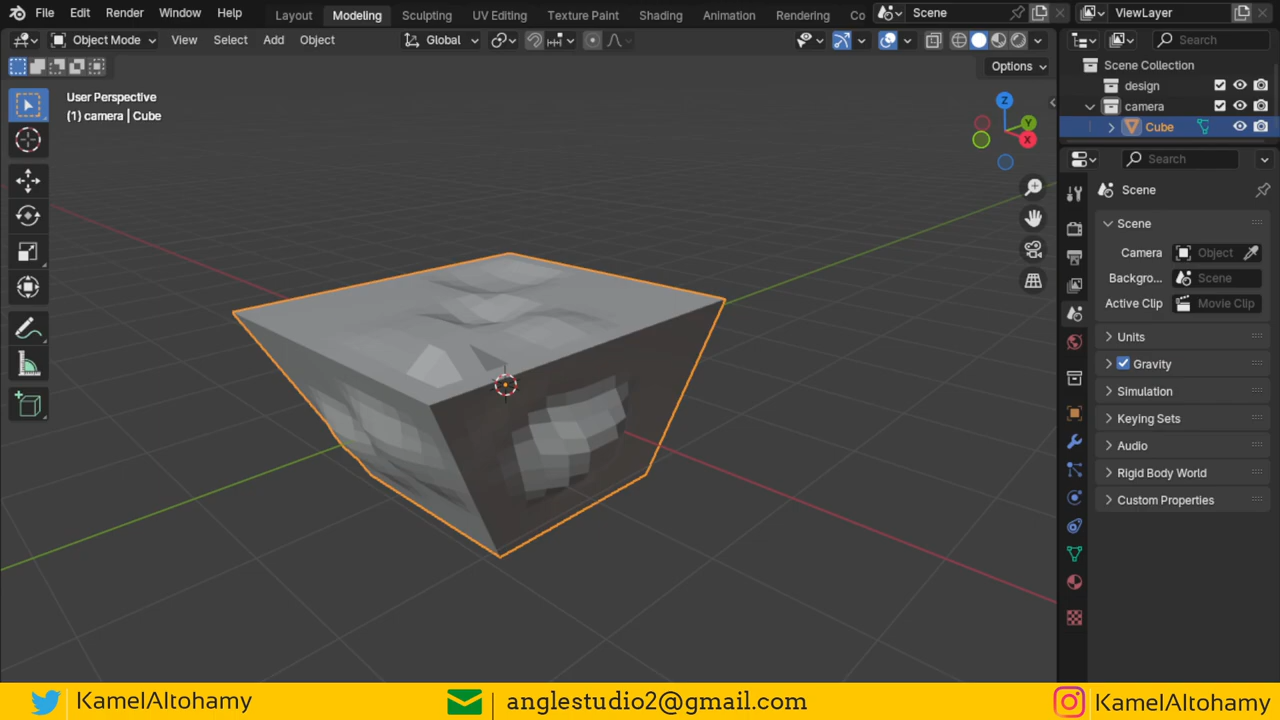 File Edit Render Window Help Layout Modeling Sculpting UV Editing Texture Paint Shading Animation Rendering Co Scene ViewLayer
Object Mode View Select Add Object Global Search
Options
User Perspective
(1) camera | Cube
Z
Y
X
Scene Collection
design
camera
Cube
Search
Scene
Scene
Camera Object
Backgro... Scene
Active Clip Movie Clip
Units
Gravity
Simulation
Keying Sets
Audio
Rigid Body World
Custom Properties
KamelAltohamy anglestudio2@gmail.com KamelAltohamy